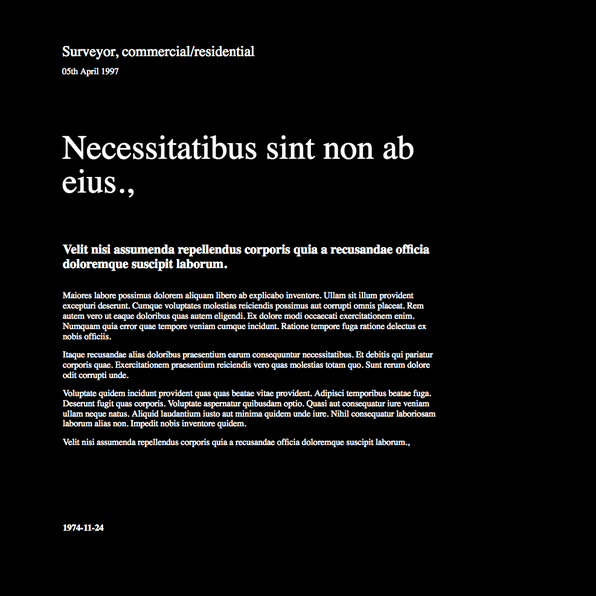 Surveyor, commercial/residential
05th April 1997
Necessitatibus sint non ab
eius.,
Velit nisi assumenda repellendus corporis quia a recusandae officia
doloremque suscipit laborum.
Maiores labore possimus dolorem aliquam libero ab explicabo inventore. Ullam sit illum provident
excepturi deserunt. Cumque voluptates molestias reiciendis possimus aut corrupti omnis placeat. Rem
autem vero ut eaque doloribus quas autem eligendi. Ex dolore modi occaecati exercitationem enim.
Numquam quia error quae tempore veniam cumque incidunt. Ratione tempore fuga ratione delectus ex
nobis officiis.
Itaque recusandae alias doloribus praesentium earum consequuntur necessitatibus. Et debitis qui pariatur
corporis quae. Exercitationem praesentium reiciendis vero quas molestias totam quo. Sunt rerum dolore
odit corrupti unde.
Voluptate quidem incidunt provident quas quas beatae vitae provident. Adipisci temporibus beatae fuga.
Deserunt fugit quas corporis. Voluptate aspernatur quibusdam optio. Quasi aut consequatur iure veniam
ullam neque natus. Aliquid laudantium iusto aut minima quidem unde iure. Nihil consequatur laboriosam
laborum alias non. Impedit nobis inventore quidem.
Velit nisi assumenda repellendus corporis quia a recusandae officia doloremque suscipit laborum.,
1974-11-24